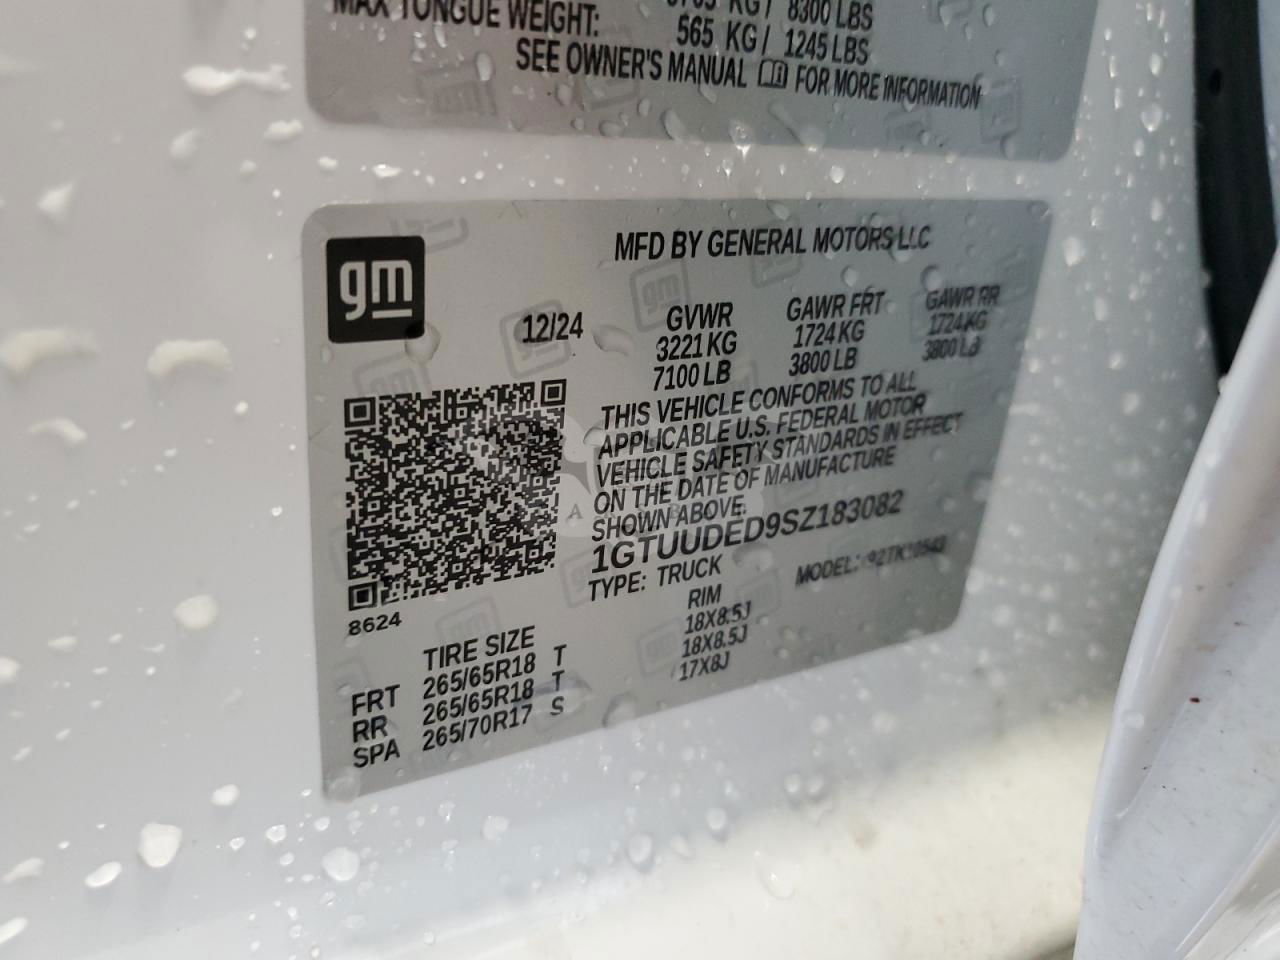 MAX TONGUE WEIGHT:
KG / 8300 LBS
565 KG / 1245 LBS
SEE OWNER'S MANUAL FOR MORE INFORMATION
gm
MFD BY GENERAL MOTORS LLC
12/24
GVWR GAWR FRT GAWR RR
3221 KG 1724 KG 1724 KG
7100 LB 3800 LB 3800 LB
THIS VEHICLE CONFORMS TO ALL
APPLICABLE U.S. FEDERAL MOTOR
VEHICLE SAFETY STANDARDS IN EFFECT
ON THE DATE OF MANUFACTURE
SHOWN ABOVE.
1GTUUDED9SZ183082
TYPE: TRUCK MODEL:
8624
TIRE SIZE RIM
FRT 265/65R18 T 18X8.5J
RR 265/65R18 T 18X8.5J
SPA 265/70R17 S 17X8J